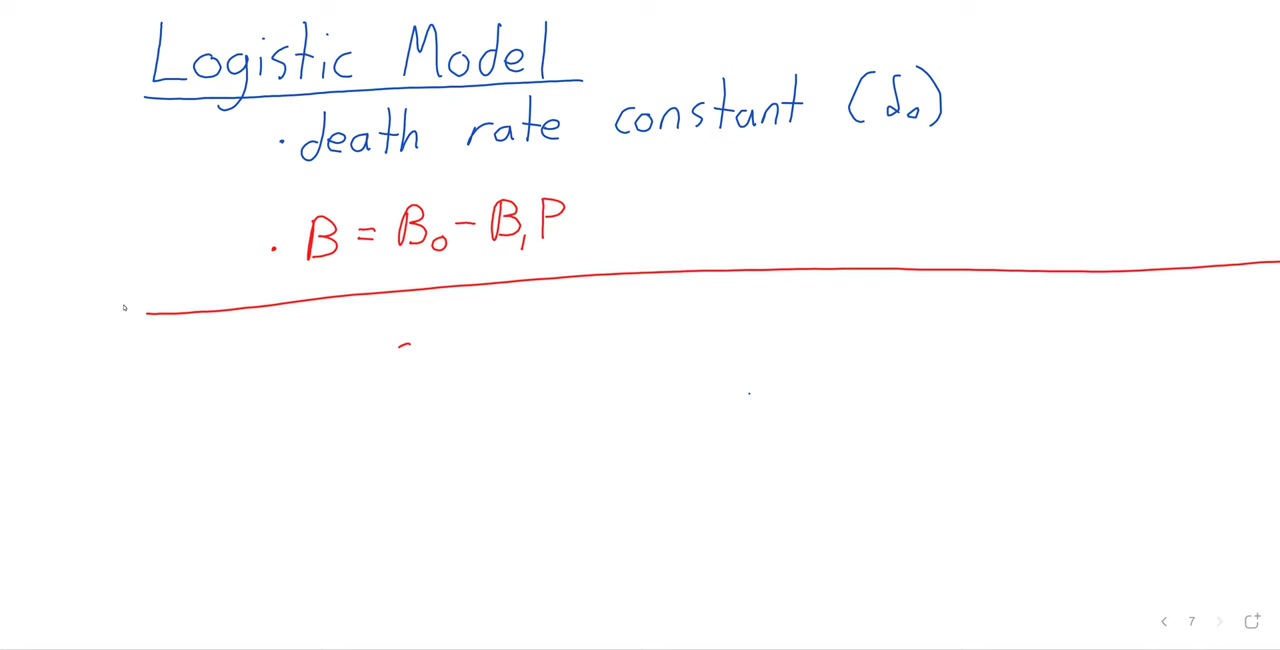 Logistic Model
· death rate constant (δ₀)
· β = β₀ - β₁P
7